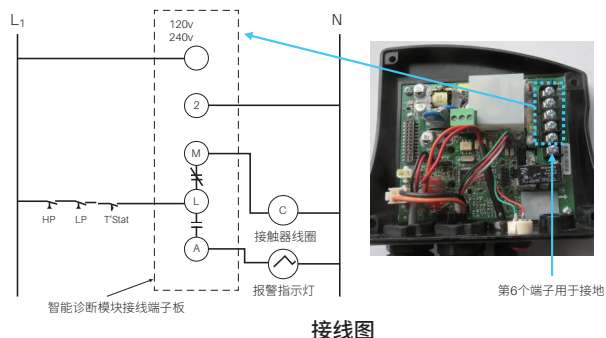 L1
N
120v
240v
2
M
L
HP
LP
T'Stat
C
接触器线圈
A
报警指示灯
智能诊断模块接线端子板
第6个端子用于接地
接线图